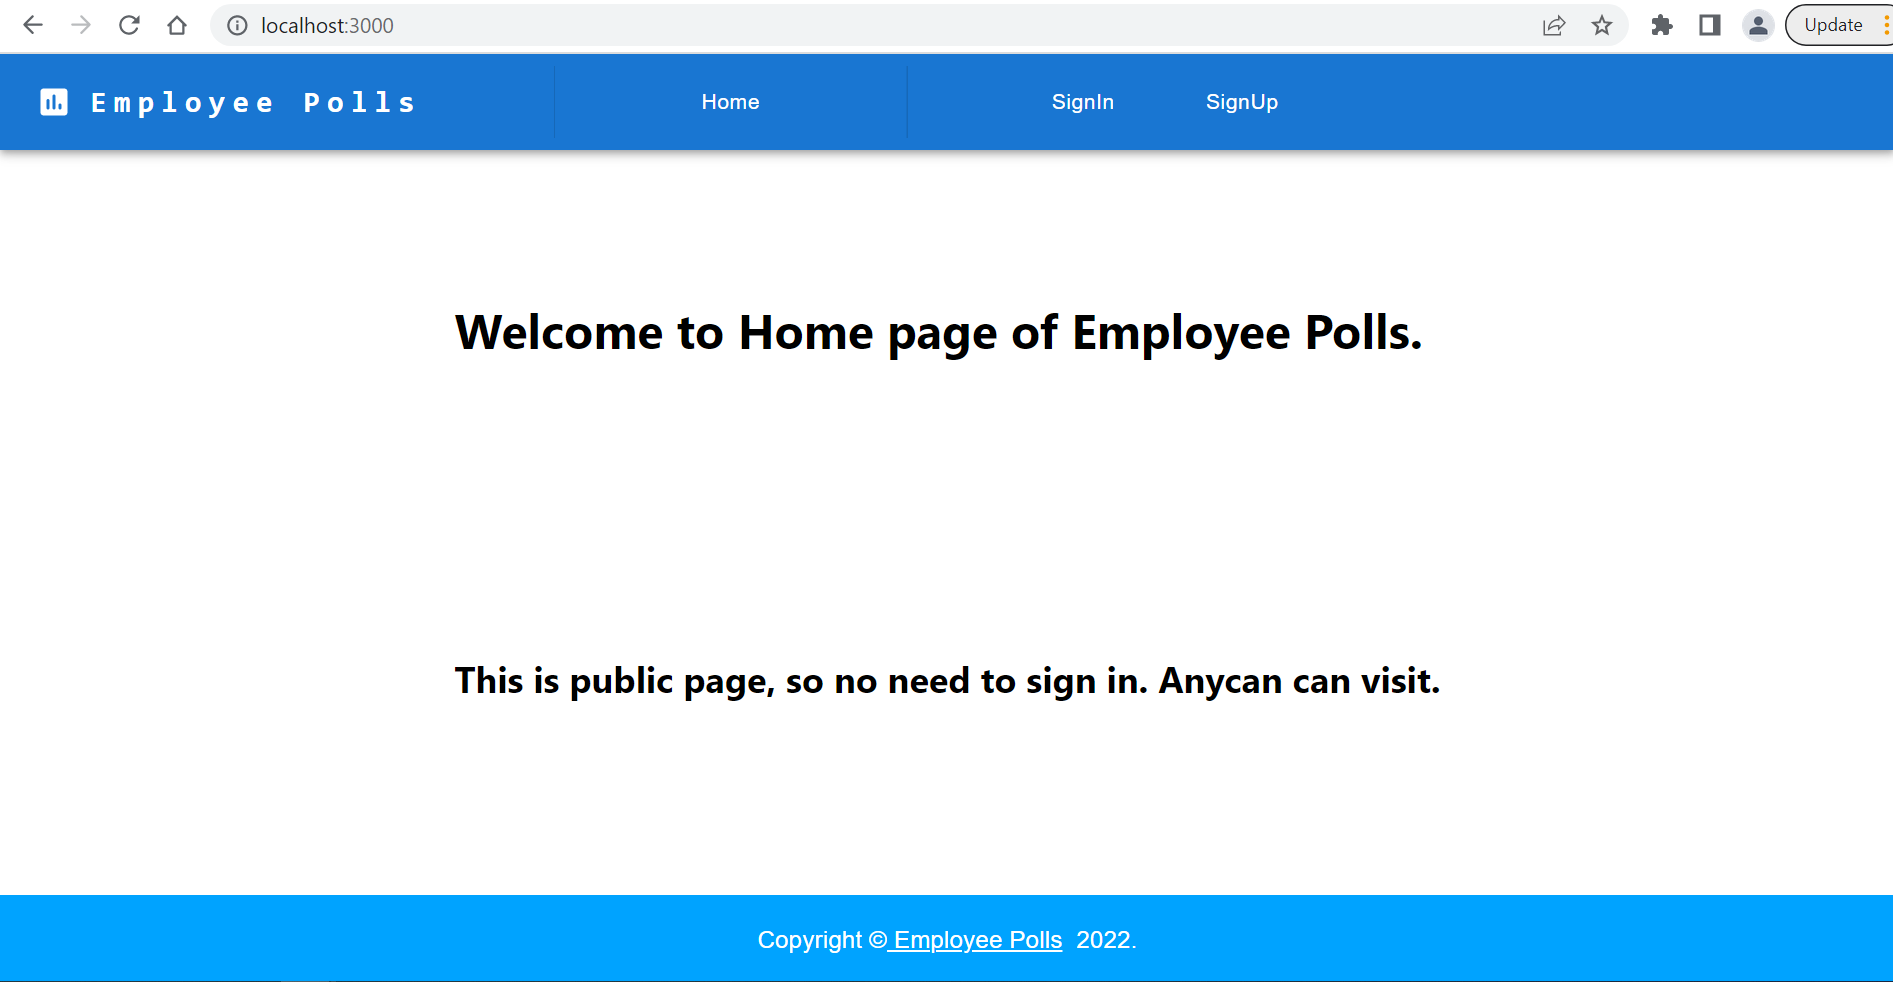 localhost:3000
Update
Employee Polls
Home
SignIn
SignUp
Welcome to Home page of Employee Polls.
This is public page, so no need to sign in. Anycan can visit.
Copyright © Employee Polls 2022.